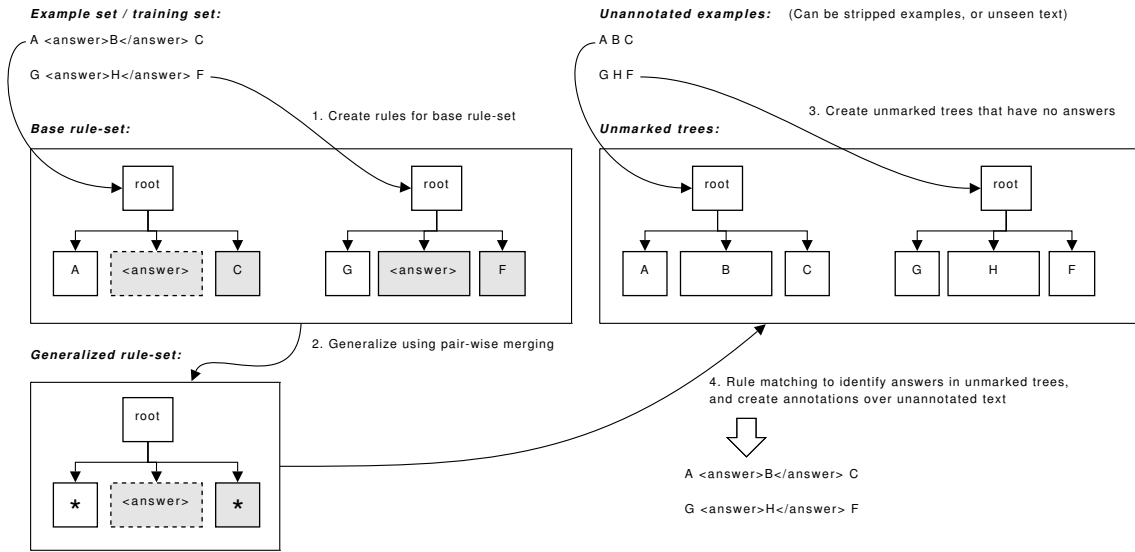 Example set / training set:
A <answer>B</answer> C
G <answer>H</answer> F
1. Create rules for base rule-set
Base rule-set:
root
A
<answer>
C
root
G
<answer>
F
2. Generalize using pair-wise merging
Generalized rule-set:
root
*
<answer>
*
Unannotated examples: (Can be stripped examples, or unseen text)
A B C
G H F
3. Create unmarked trees that have no answers
Unmarked trees:
root
A
B
C
root
G
H
F
4. Rule matching to identify answers in unmarked trees,
and create annotations over unannotated text
A <answer>B</answer> C
G <answer>H</answer> F